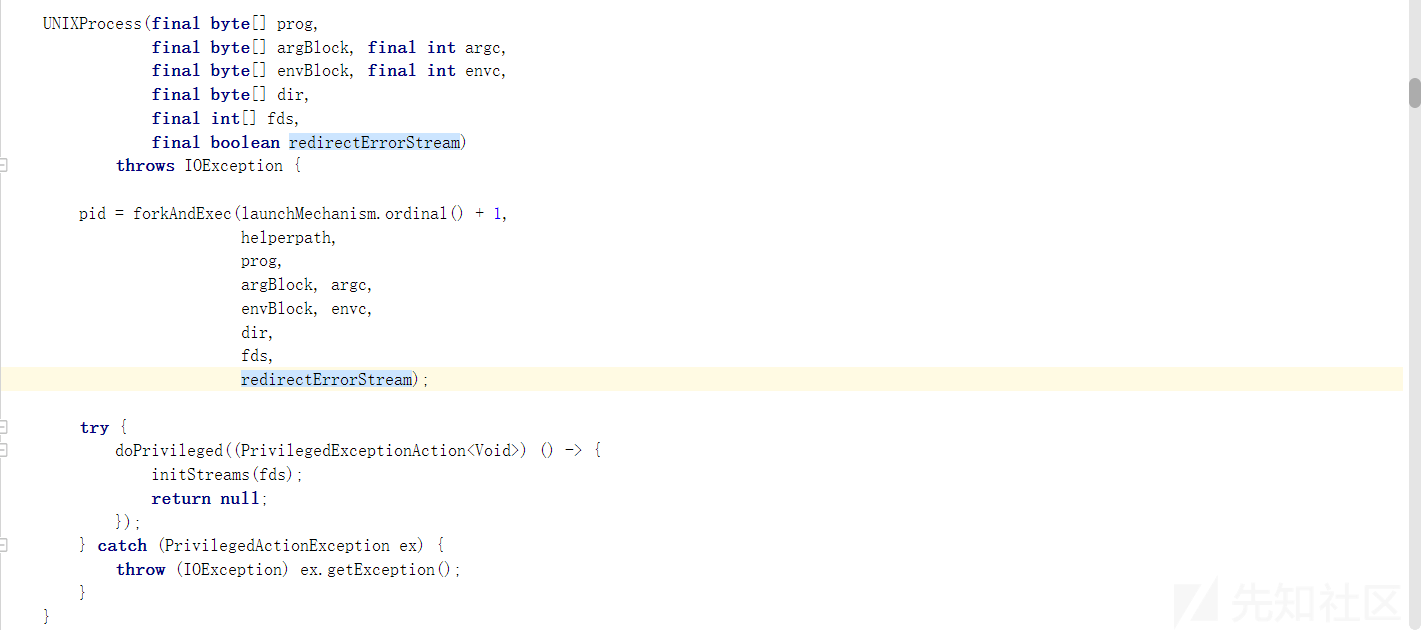 UNIXProcess(final byte[] prog,
final byte[] argBlock, final int argc,
final byte[] envBlock, final int envc,
final byte[] dir,
final int[] fds,
final boolean redirectErrorStream)
throws IOException {
pid = forkAndExec(launchMechanism.ordinal() + 1,
helperpath,
prog,
argBlock, argc,
envBlock, envc,
dir,
fds,
redirectErrorStream);
try {
doPrivileged((PrivilegedExceptionAction<Void>) () -> {
initStreams(fds);
return null;
});
} catch (PrivilegedActionException ex) {
throw (IOException) ex.getException();
}
}
先知社区